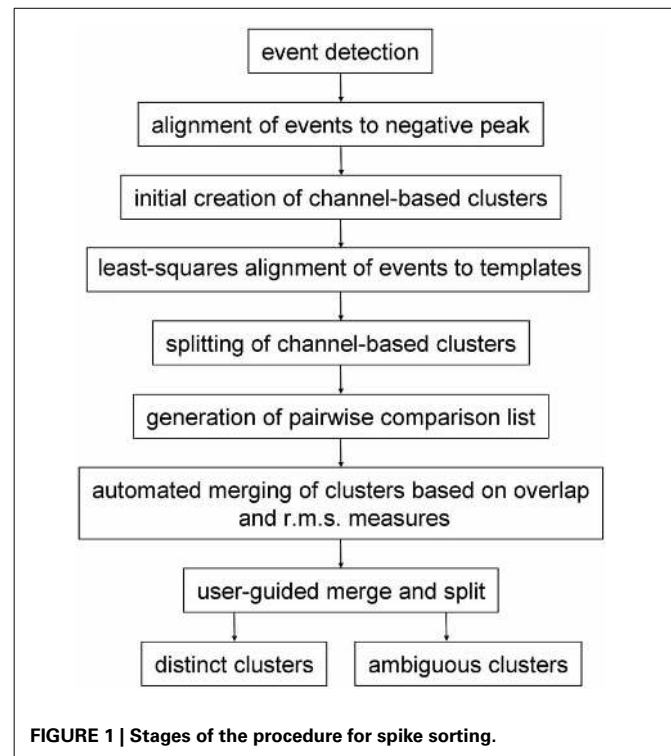 event detection
alignment of events to negative peak
initial creation of channel-based clusters
least-squares alignment of events to templates
splitting of channel-based clusters
generation of pairwise comparison list
automated merging of clusters based on overlap
and r.m.s. measures
user-guided merge and split
distinct clusters
ambiguous clusters
FIGURE 1 | Stages of the procedure for spike sorting.